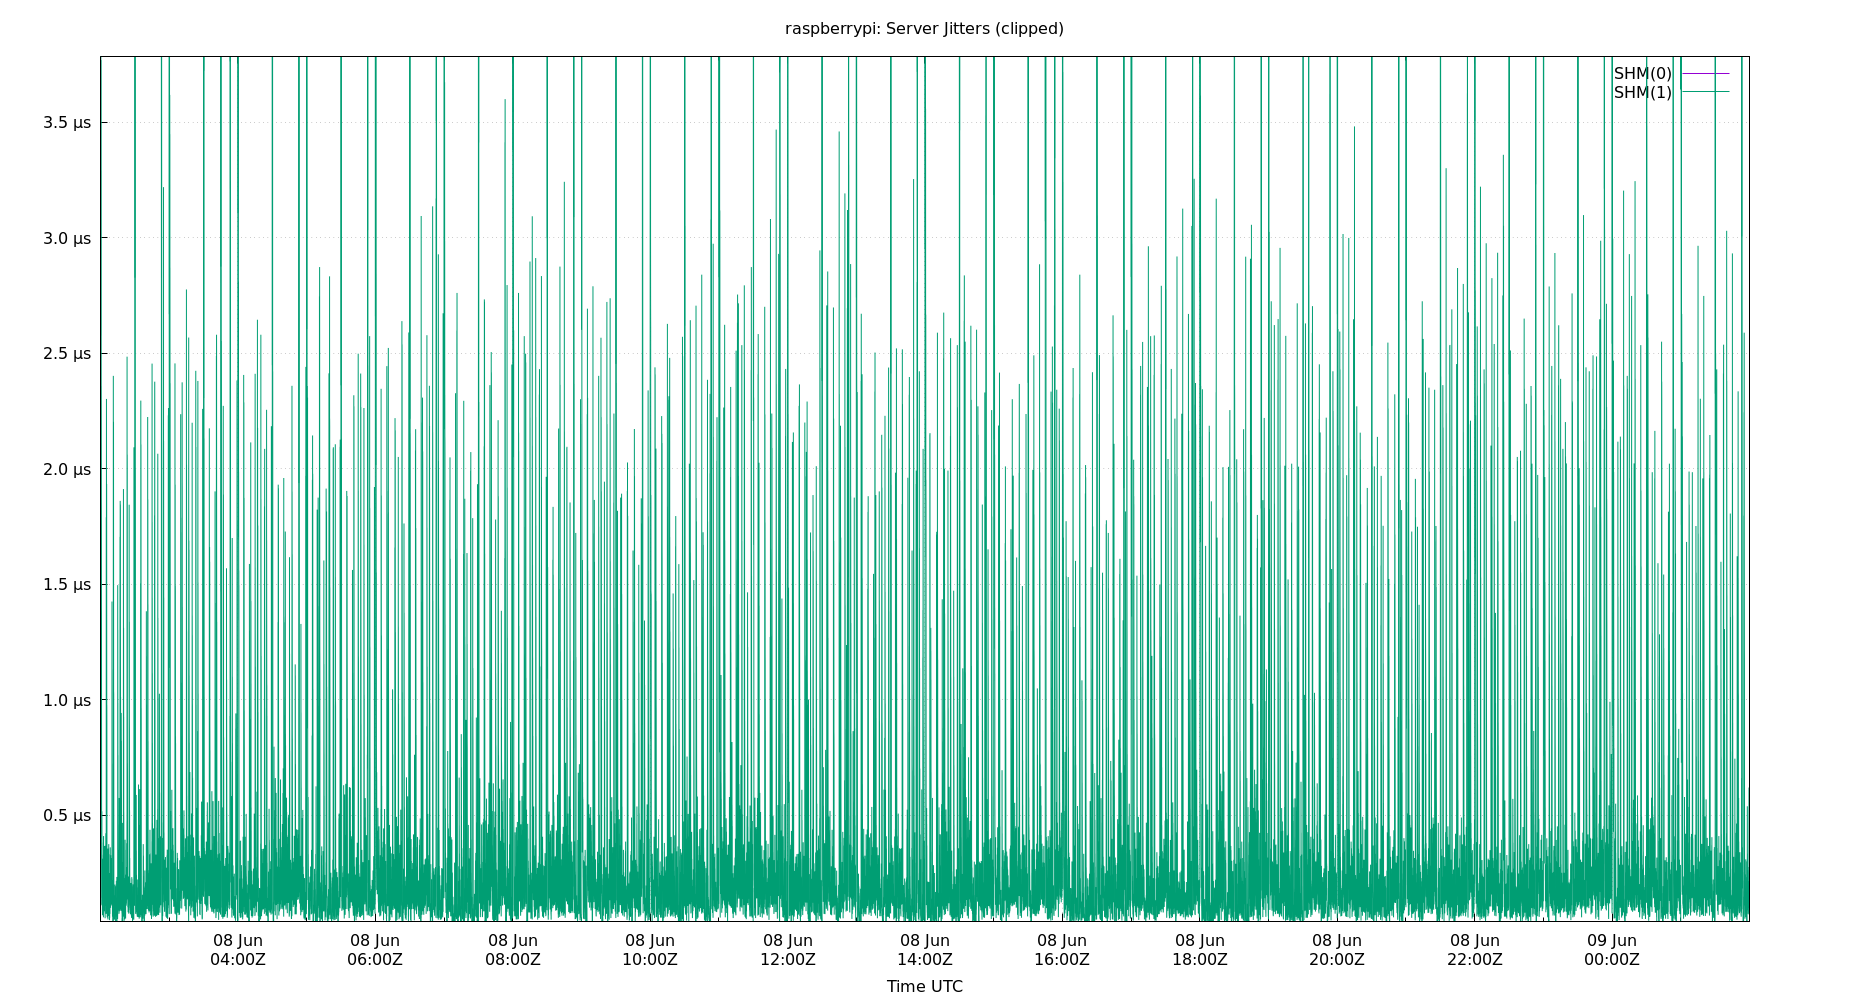 raspberrypi: Server Jitters (clipped)
SHM(0)
SHM(1)
3.5 µs
3.0 µs
2.5 µs
2.0 µs
1.5 µs
1.0 µs
0.5 µs
08 Jun 08 Jun 08 Jun 08 Jun 08 Jun 08 Jun 08 Jun 08 Jun 08 Jun 08 Jun 09 Jun
04:00Z 06:00Z 08:00Z 10:00Z 12:00Z 14:00Z 16:00Z 18:00Z 20:00Z 22:00Z 00:00Z
Time UTC